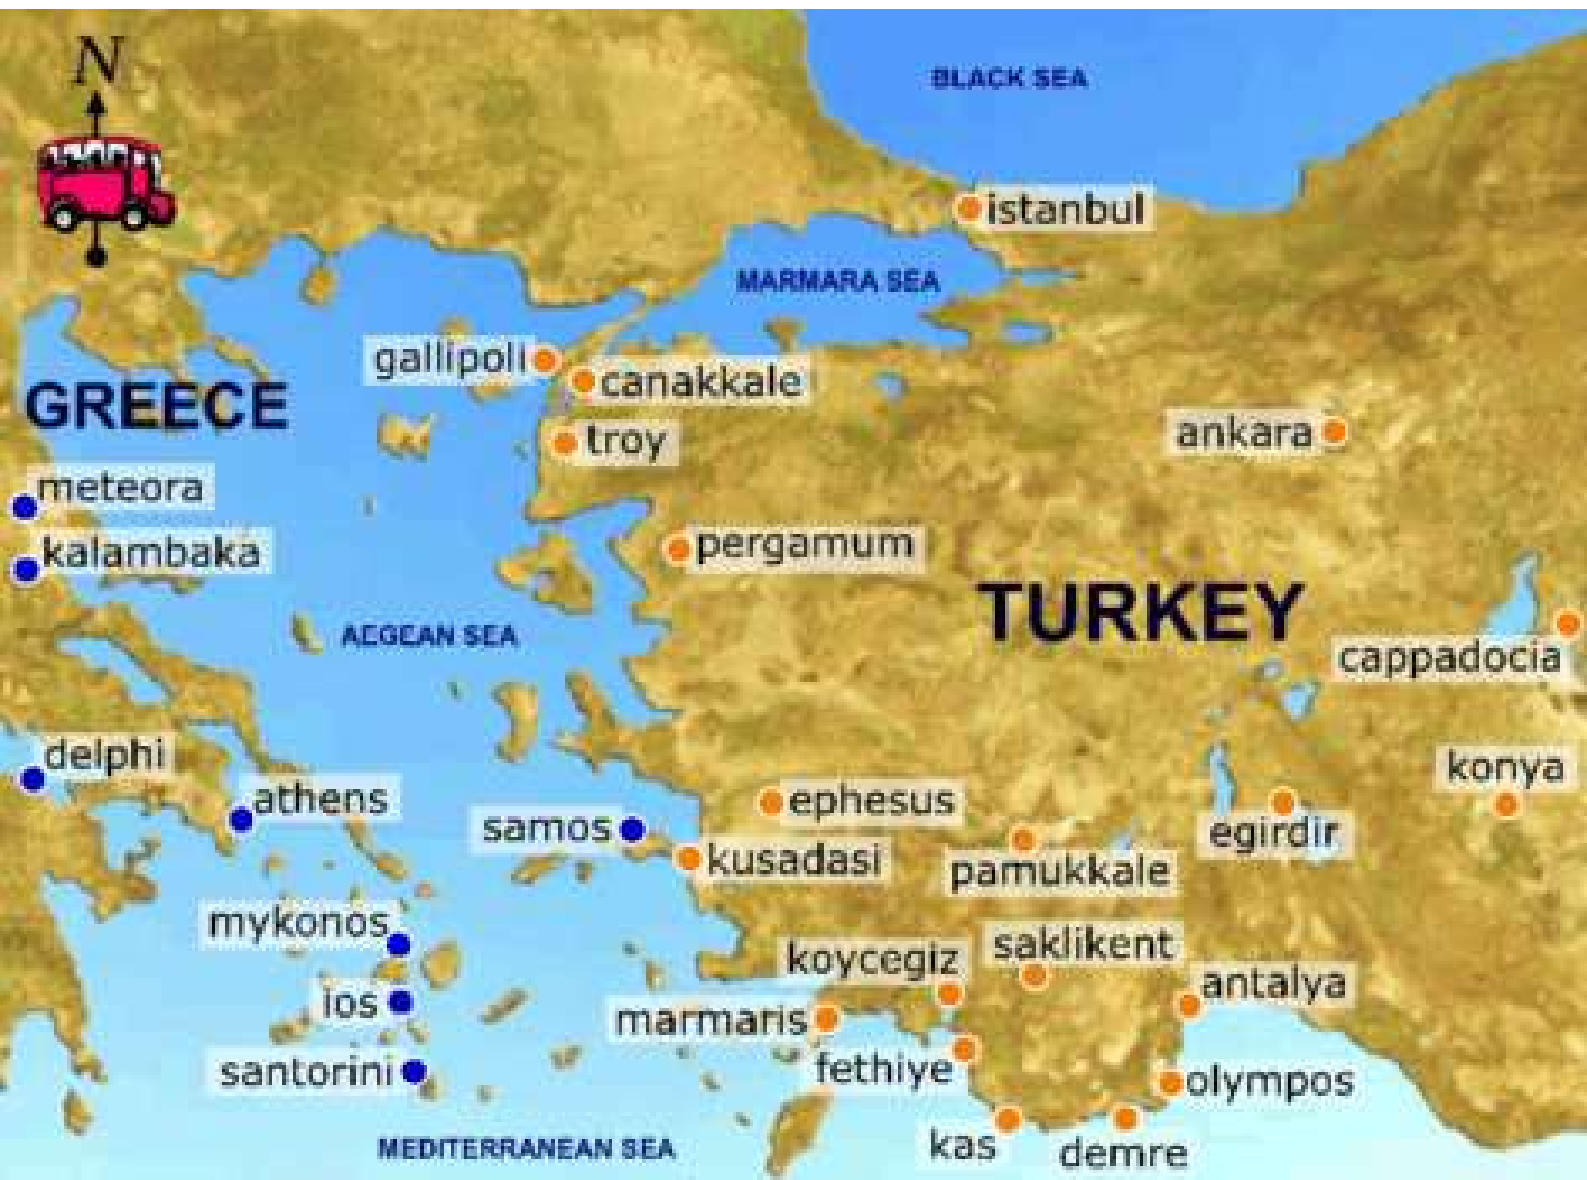 N
BLACK SEA
istanbul
MARMARA SEA
gallipoli
canakkale
GREECE
troy
ankara
meteora
kalambaka
pergamum
TURKEY
AEGEAN SEA
cappadocia
delphi
athens
konya
ephesus
samos
egirdir
kusadasi
pamukkale
mykonos
saklikent
koycegiz
antalya
ios
marmaris
santorini
fethiye
olympos
kas
demre
MEDITERRANEAN SEA